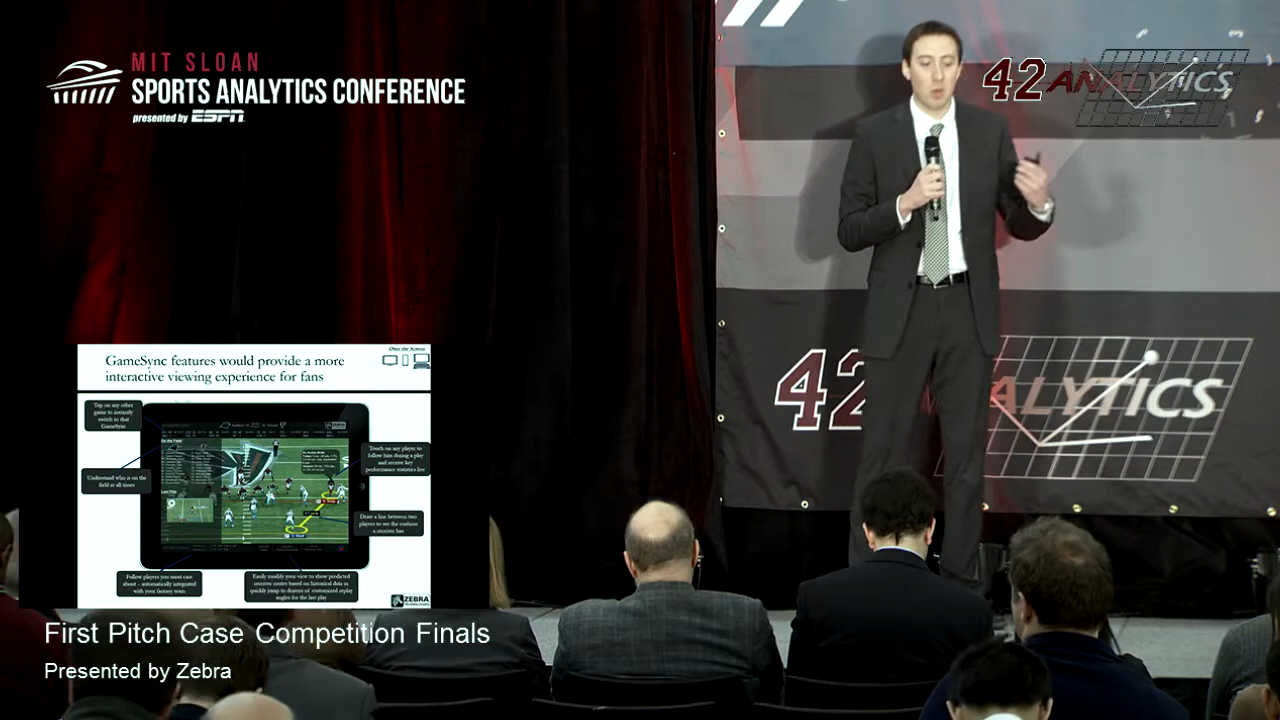 MIT SLOAN
SPORTS ANALYTICS CONFERENCE
presented by ESPN
42 ANALYTICS
42 ANALYTICS
Own the Screen
GameSync features would provide a more
interactive viewing experience for fans
Tap on any other
game to instantly
switch to that
GameSync
Understand who is on the
field at all times
Touch on any player to
follow him during a play
and receive key
performance statistics live
Draw a line between two
players to see the cushion
a receiver has
Follow players you most care
about - automatically integrated
with your fantasy team
Easily modify your view to show predicted
receivers routes based on historical data or
quickly jump to dozens of customized replay
angles for the last play
ZEBRA
First Pitch Case Competition Finals
Presented by Zebra